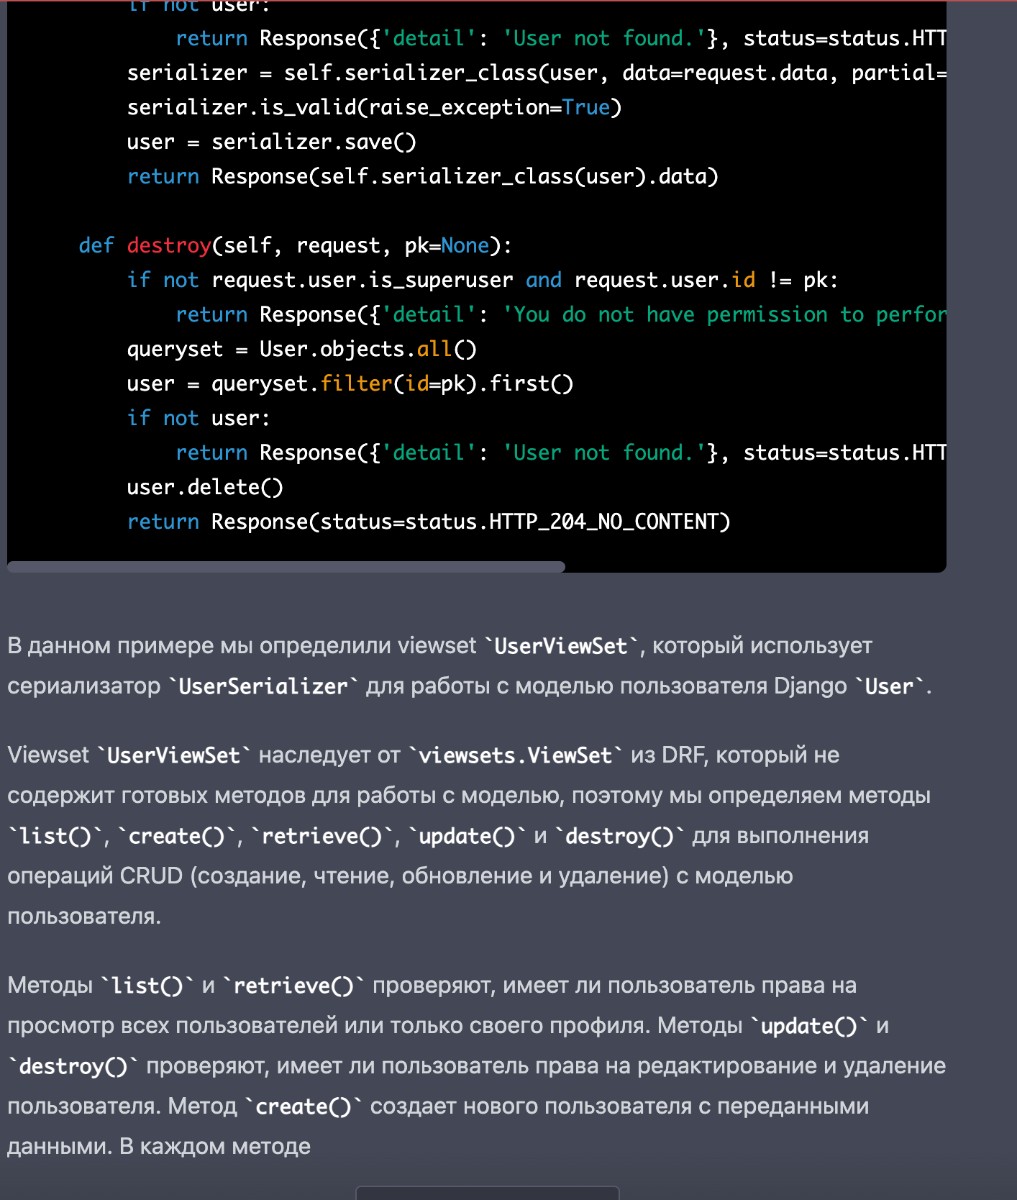 if not user:
return Response({'detail': 'User not found.'}, status=status.HTT
serializer = self.serializer_class(user, data=request.data, partial=
serializer.is_valid(raise_exception=True)
user = serializer.save()
return Response(self.serializer_class(user).data)
def destroy(self, request, pk=None):
if not request.user.is_superuser and request.user.id != pk:
return Response({'detail': 'You do not have permission to perfor
queryset = User.objects.all()
user = queryset.filter(id=pk).first()
if not user:
return Response({'detail': 'User not found.'}, status=status.HTT
user.delete()
return Response(status=status.HTTP_204_NO_CONTENT)
В данном примере мы определили viewset `UserViewSet`, который использует
сериализатор `UserSerializer` для работы с моделью пользователя Django `User`.
Viewset `UserViewSet` наследует от `viewsets.ViewSet` из DRF, который не
содержит готовых методов для работы с моделью, поэтому мы определяем методы
`list()`, `create()`, `retrieve()`, `update()` и `destroy()` для выполнения
операций CRUD (создание, чтение, обновление и удаление) с моделью
пользователя.
Методы `list()` и `retrieve()` проверяют, имеет ли пользователь права на
просмотр всех пользователей или только своего профиля. Методы `update()` и
`destroy()` проверяют, имеет ли пользователь права на редактирование и удаление
пользователя. Метод `create()` создает нового пользователя с переданными
данными. В каждом методе